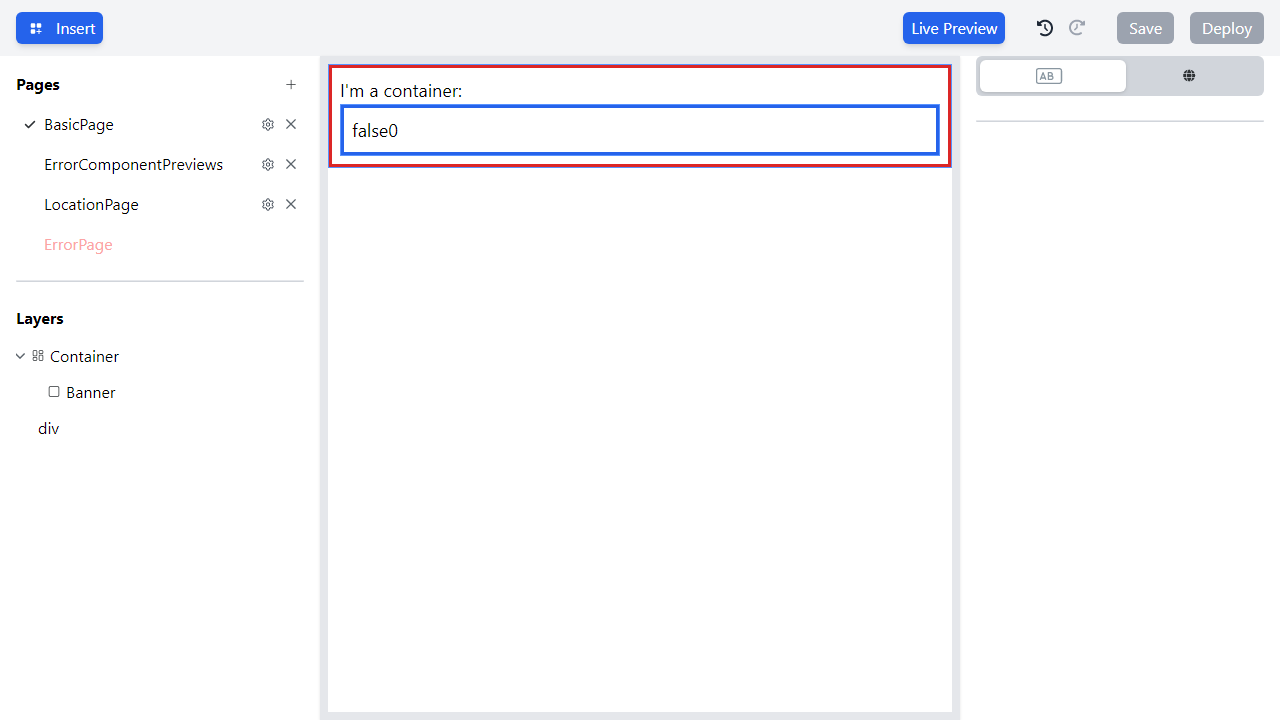 Insert
Live Preview
Save
Deploy
Pages
BasicPage
ErrorComponentPreviews
LocationPage
ErrorPage
Layers
Container
Banner
div
I'm a container:
false0
AB